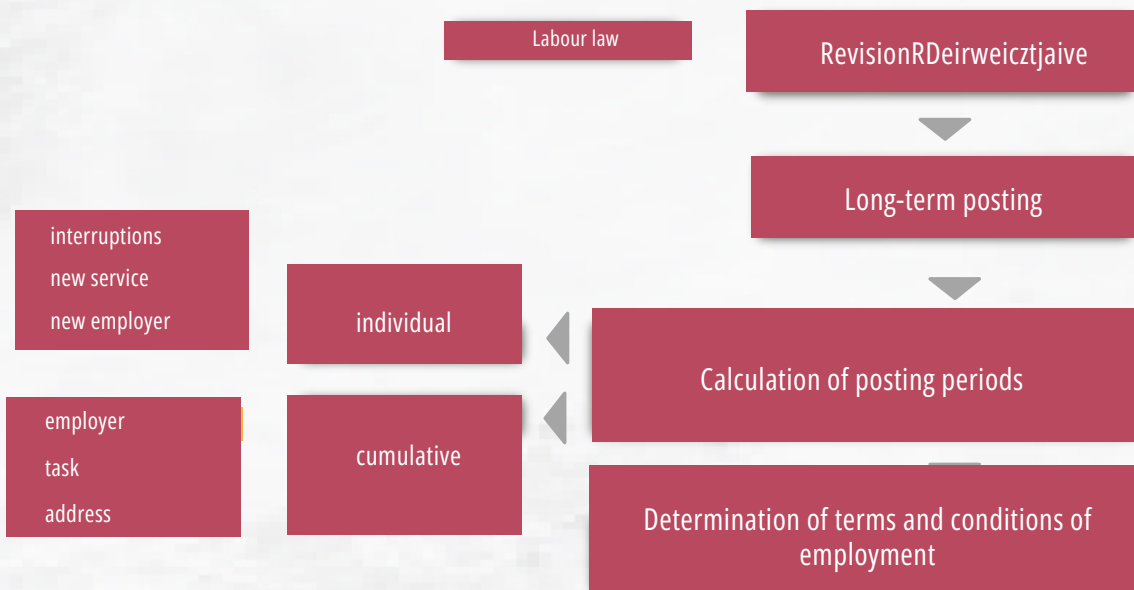 Labour law
RevisionRDeirweicztjaive
Long-term posting
interruptions
new service
new employer
individual
Calculation of posting periods
employer
task
address
cumulative
Determination of terms and conditions of
employment